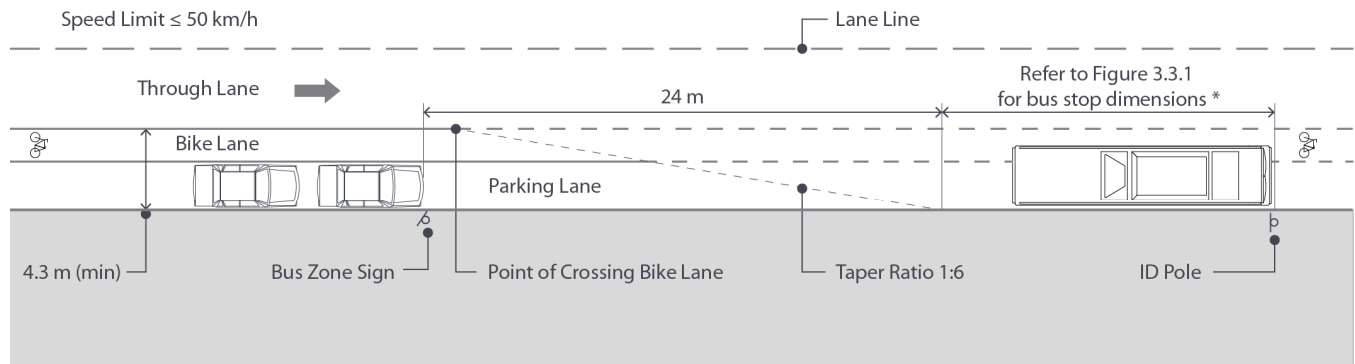 Speed Limit ≤ 50 km/h
Lane Line
Through Lane
24 m
Refer to Figure 3.3.1
for bus stop dimensions *
Bike Lane
Parking Lane
4.3 m (min)
Bus Zone Sign
Point of Crossing Bike Lane
Taper Ratio 1:6
ID Pole